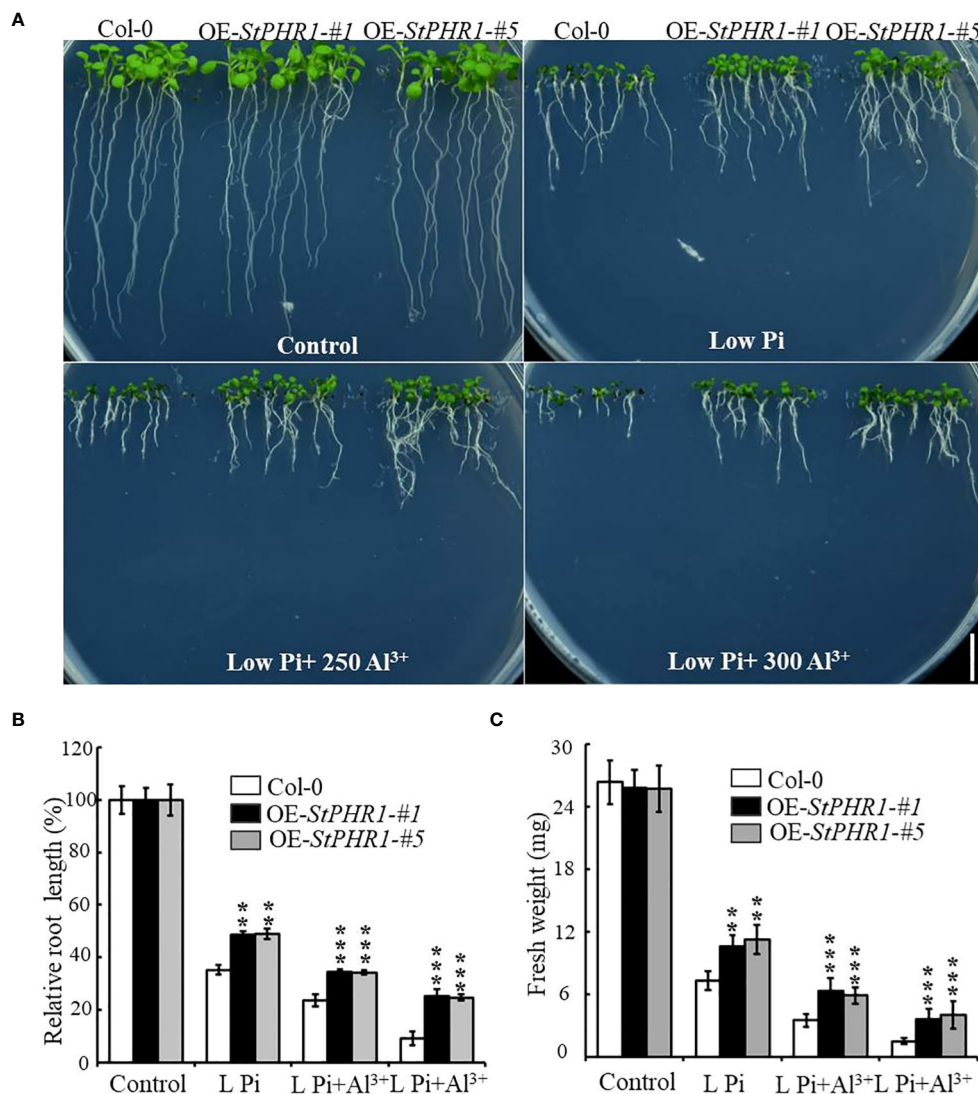 A
Col-0 OE-StPHR1-#1 OE-StPHR1-#5 Col-0 OE-StPHR1-#1 OE-StPHR1-#5
Control
Low Pi
Low Pi+ 250 Al³⁺
Low Pi+ 300 Al³⁺
B
Relative root length (%)
120
100
80
60
40
20
0
Col-0
OE-StPHR1-#1
OE-StPHR1-#5
**
**
***
***
***
***
Control
L Pi
L Pi+Al³⁺
L Pi+Al³⁺
C
Fresh weight (mg)
30
24
18
12
6
0
Col-0
OE-StPHR1-#1
OE-StPHR1-#5
**
**
***
***
***
***
Control
L Pi
L Pi+Al³⁺
L Pi+Al³⁺